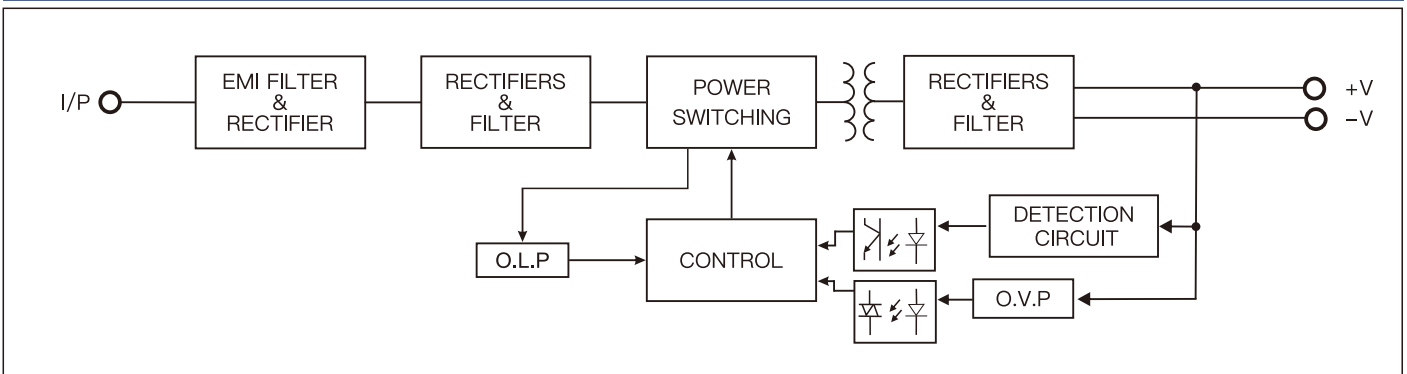 I/P
EMI FILTER
&
RECTIFIER
RECTIFIERS
&
FILTER
POWER
SWITCHING
RECTIFIERS
&
FILTER
+V
−V
O.L.P
CONTROL
DETECTION
CIRCUIT
O.V.P